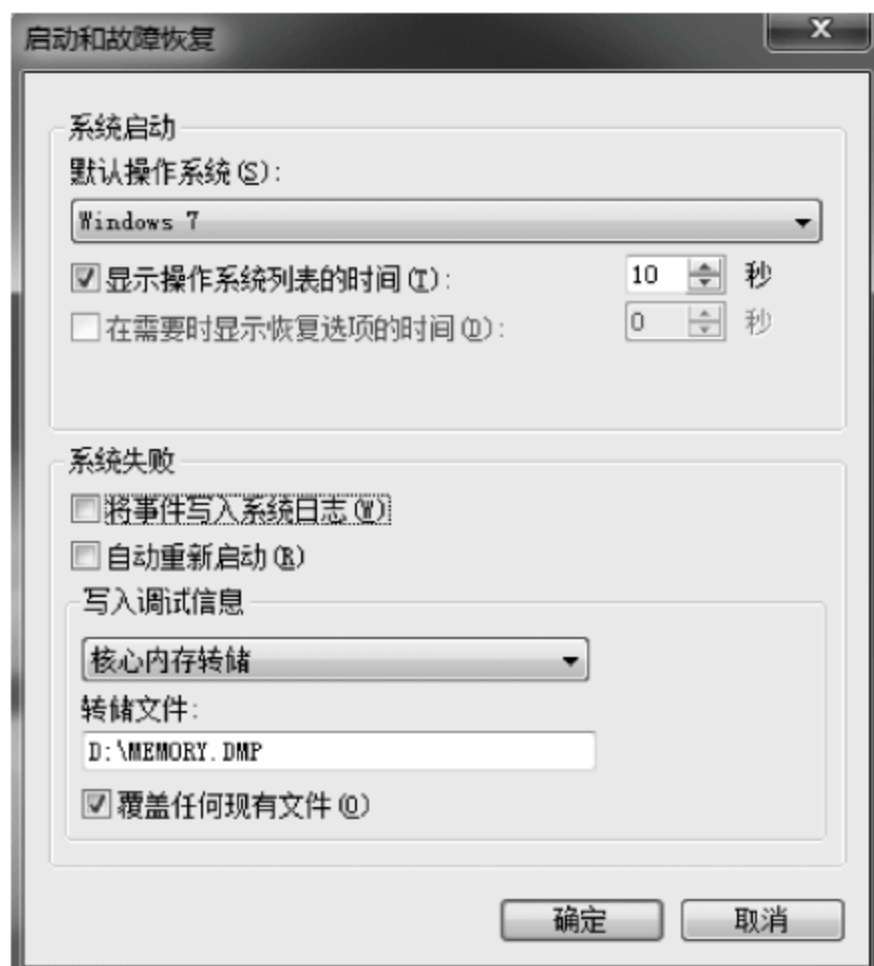 启动和故障恢复
系统启动
默认操作系统(S):
Windows 7
显示操作系统列表的时间(T): 10 秒
在需要时显示恢复选项的时间(D): 0 秒
系统失败
将事件写入系统日志(W)
自动重新启动(R)
写入调试信息
核心内存转储
转储文件:
D:\MEMORY.DMP
覆盖任何现有文件(O)
确定 取消